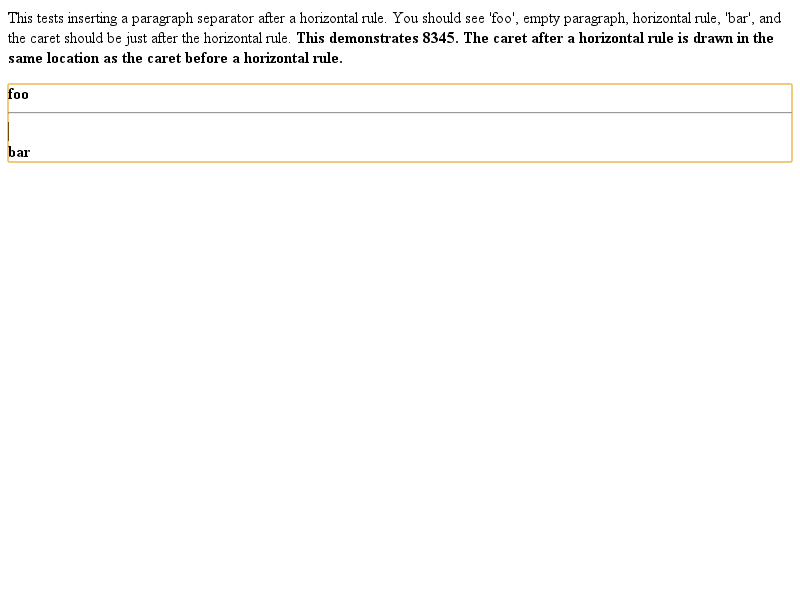 This tests inserting a paragraph separator after a horizontal rule. You should see 'foo', empty paragraph, horizontal rule, 'bar', and
the caret should be just after the horizontal rule. This demonstrates 8345. The caret after a horizontal rule is drawn in the
same location as the caret before a horizontal rule.
foo
bar